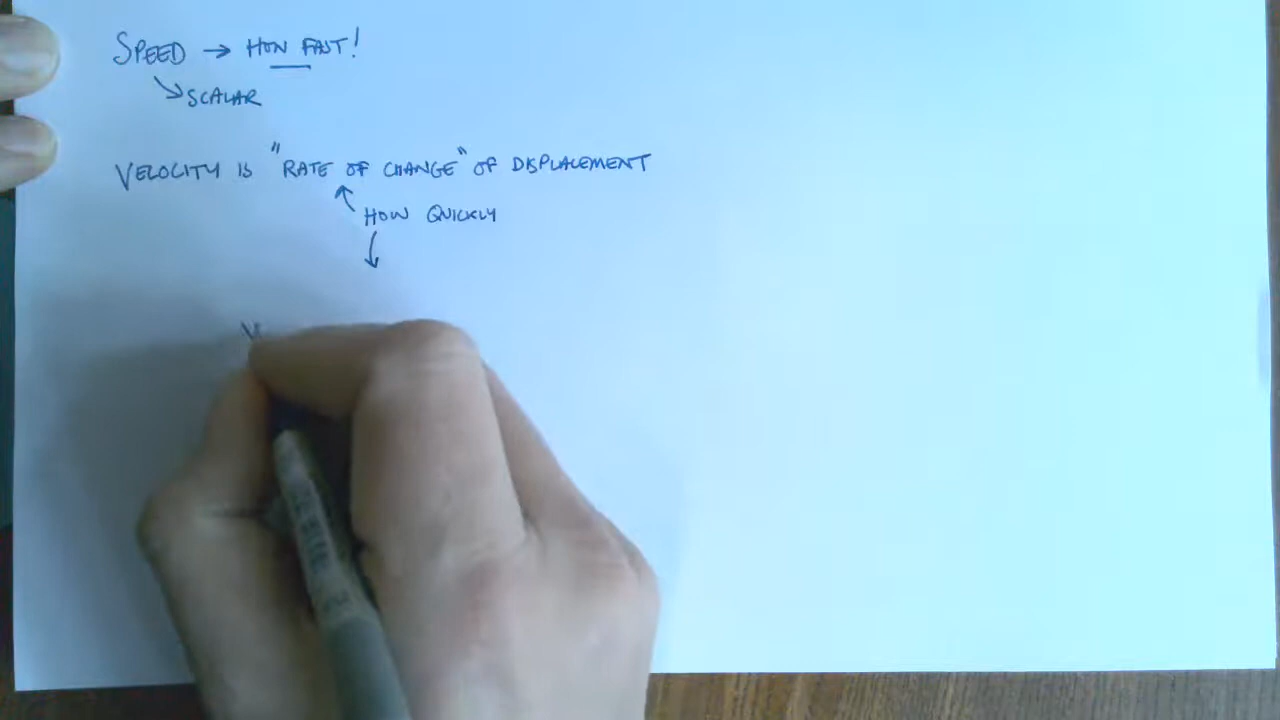 SPEED → HOW FAST!
SCALAR
VELOCITY IS "RATE OF CHANGE" OF DISPLACEMENT
HOW QUICKLY
V